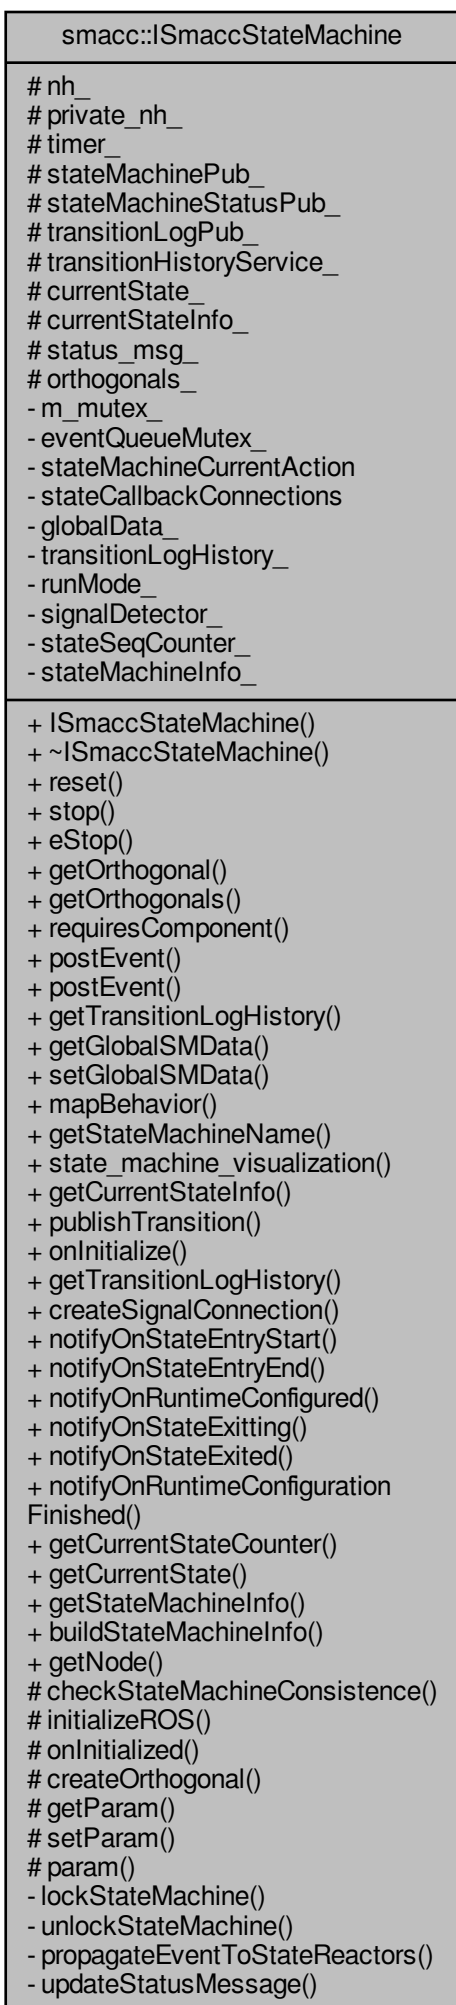 smacc::ISmaccStateMachine
# nh_
# private_nh_
# timer_
# stateMachinePub_
# stateMachineStatusPub_
# transitionLogPub_
# transitionHistoryService_
# currentState_
# currentStateInfo_
# status_msg_
# orthogonals_
- m_mutex_
- eventQueueMutex_
- stateMachineCurrentAction
- stateCallbackConnections
- globalData_
- transitionLogHistory_
- runMode_
- signalDetector_
- stateSeqCounter_
- stateMachineInfo_
+ ISmaccStateMachine()
+ ~ISmaccStateMachine()
+ reset()
+ stop()
+ eStop()
+ getOrthogonal()
+ getOrthogonals()
+ requiresComponent()
+ postEvent()
+ postEvent()
+ getTransitionLogHistory()
+ getGlobalSMData()
+ setGlobalSMData()
+ mapBehavior()
+ getStateMachineName()
+ state_machine_visualization()
+ getCurrentStateInfo()
+ publishTransition()
+ onInitialize()
+ getTransitionLogHistory()
+ createSignalConnection()
+ notifyOnStateEntryStart()
+ notifyOnStateEntryEnd()
+ notifyOnRuntimeConfigured()
+ notifyOnStateExitting()
+ notifyOnStateExited()
+ notifyOnRuntimeConfiguration
Finished()
+ getCurrentStateCounter()
+ getCurrentState()
+ getStateMachineInfo()
+ buildStateMachineInfo()
+ getNode()
# checkStateMachineConsistence()
# initializeROS()
# onInitialized()
# createOrthogonal()
# getParam()
# setParam()
# param()
- lockStateMachine()
- unlockStateMachine()
- propagateEventToStateReactors()
- updateStatusMessage()